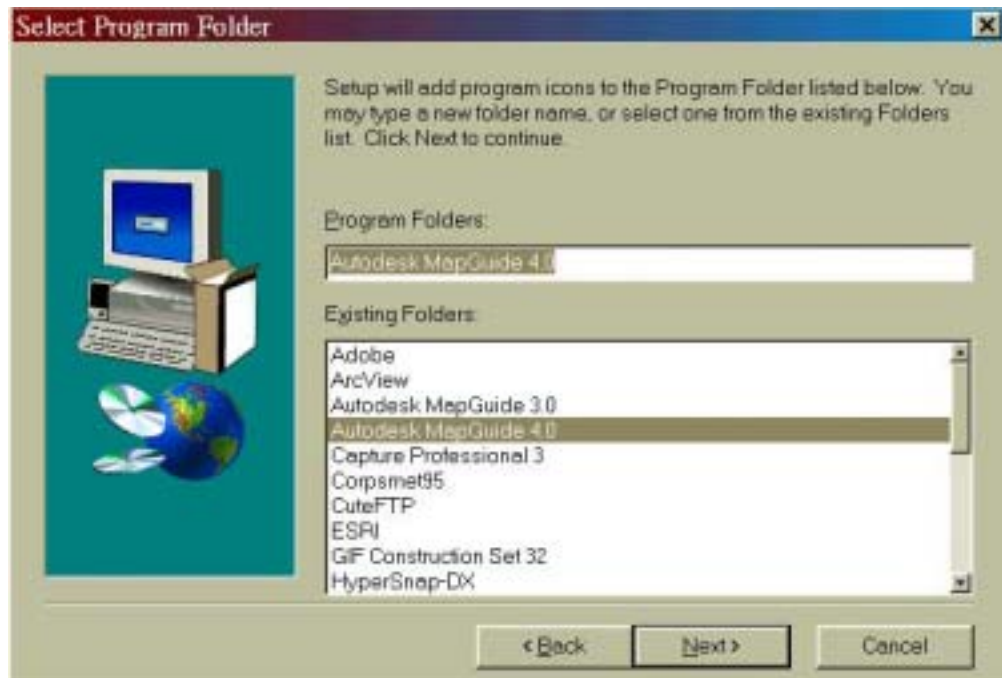 Select Program Folder
Setup will add program icons to the Program Folder listed below. You
may type a new folder name, or select one from the existing Folders
list. Click Next to continue.
Program Folders:
Autodesk MapGuide 4.0
Existing Folders:
Adobe
ArcView
Autodesk MapGuide 3.0
Autodesk MapGuide 4.0
Capture Professional 3
Corpsmet95
CuteFTP
ESRI
GIF Construction Set 32
HyperSnap-DX
< Back
Next >
Cancel